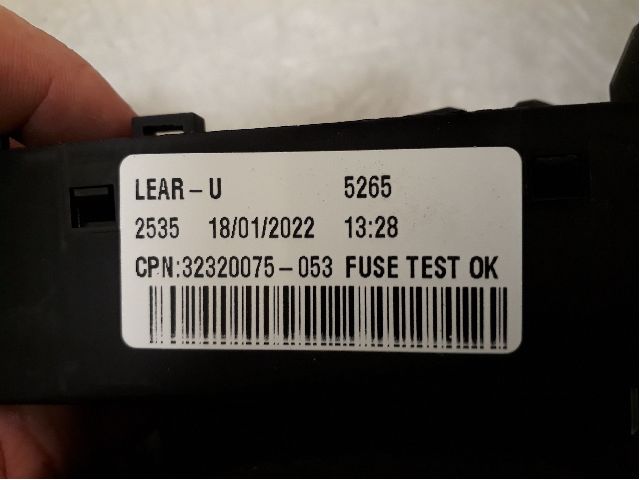 LEAR-U 5265
2535 18/01/2022 13:28
CPN:32320075-053 FUSE TEST OK